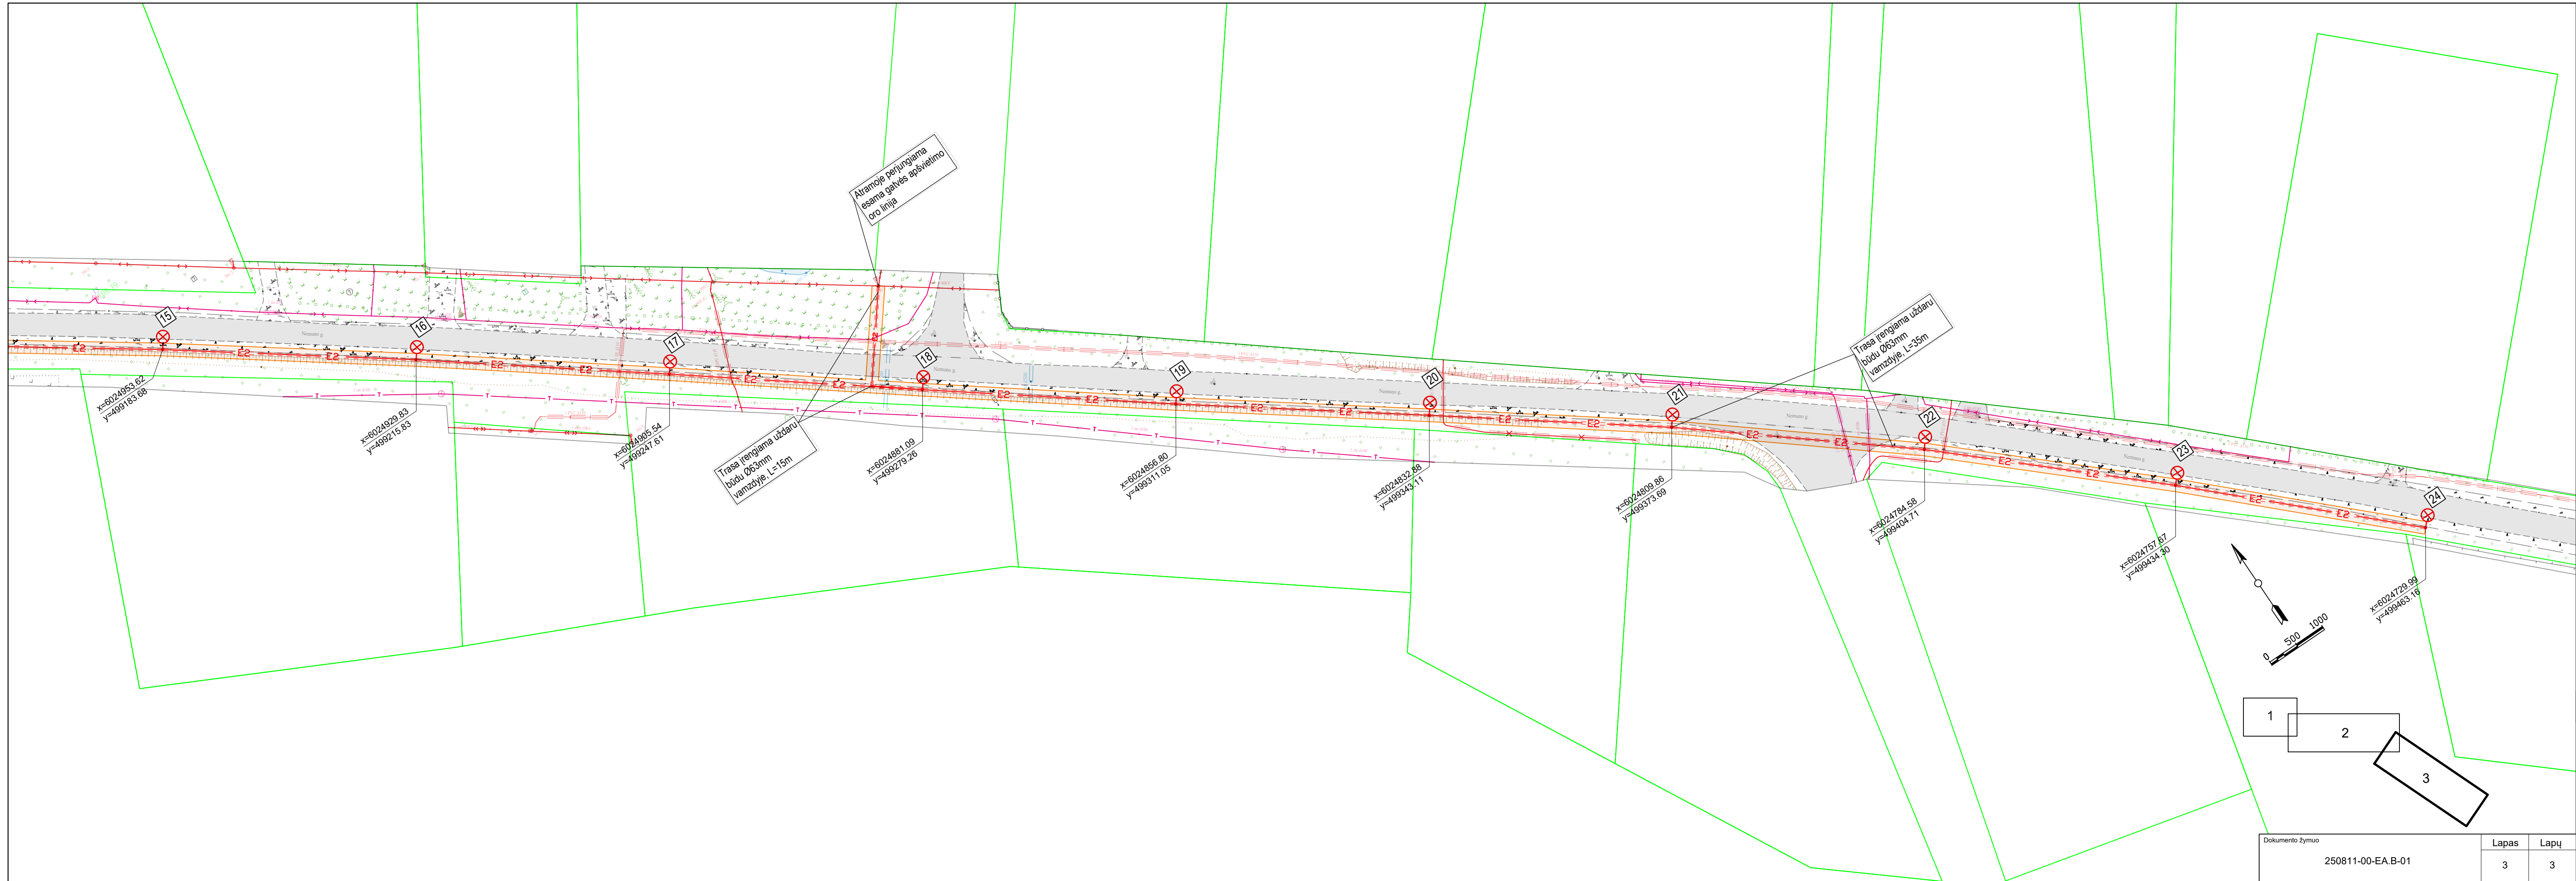 Atramoje perjungiama
esama gatvės apšvietimo
oro linija
Trasa įrengiama uždaru
būdu Ø63mm
vamzdyje, L=35m
15
16
17
18
19
20
21
22
23
24
E2
x=6024953.62
y=499183.68
x=6024929.83
y=499215.83
x=6024905.54
y=499247.61
Trasa įrengiama uždaru
būdu Ø63mm
vamzdyje, L=15m
x=6024881.09
y=499279.26
x=6024856.80
y=499311.05
x=6024832.88
y=499343.11
x=6024809.86
y=499373.69
x=6024784.58
y=499404.71
x=6024757.67
y=499434.30
x=6024729.99
y=499463.16
0 500 1000
1
2
3
Dokumento žymuo
Lapas Lapų
250811-00-EA.B-01 3 3